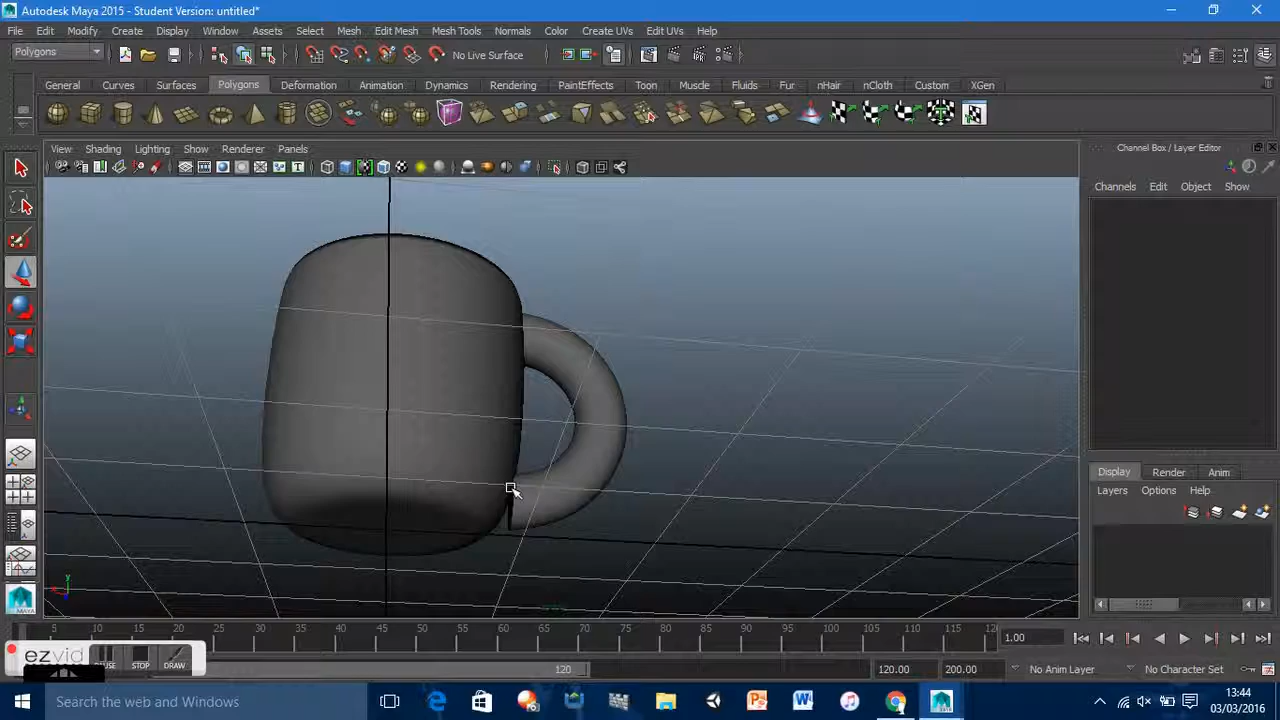 Autodesk Maya 2015 - Student Version: untitled*
File Edit Modify Create Display Window Assets Select Mesh Edit Mesh Mesh Tools Normals Color Create UVs Edit UVs Help
Polygons
No Live Surface
General Curves Surfaces Polygons Deformation Animation Dynamics Rendering PaintEffects Toon Muscle Fluids Fur nHair nCloth Custom XGen
View Shading Lighting Show Renderer Panels
Channel Box / Layer Editor
Channels Edit Object Show
Display Render Anim
Layers Options Help
y
5 10 15 20 25 30 35 40 45 50 55 60 65 70 75 80 85 90 95 100 105 110 115 12
1.00
ezvid
STOP
DRAW
120
120.00
200.00
No Anim Layer
No Character Set
MAYA
Search the web and Windows
13:44
03/03/2016